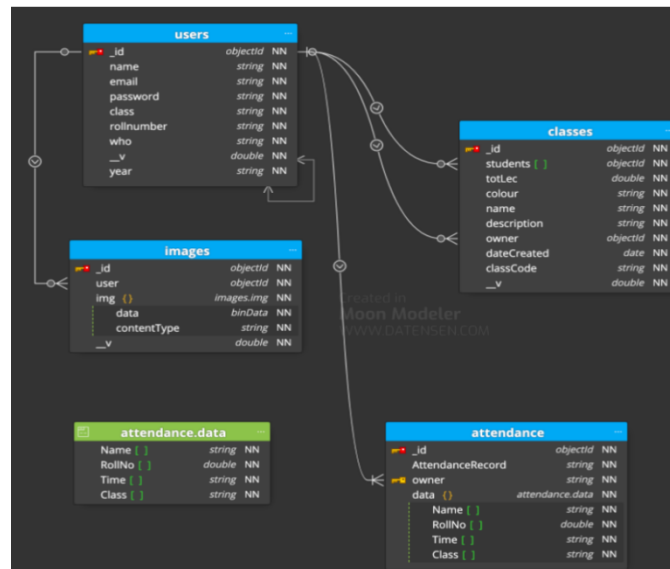 users
_id objectId NN
name string NN
email string NN
password string NN
class string NN
rollnumber string NN
who string NN
__v double NN
year string NN
classes
_id objectId NN
students [ ] objectId NN
totLec double NN
colour string NN
name string NN
description string NN
owner objectId NN
dateCreated date NN
classCode string NN
__v double NN
images
_id objectId NN
user objectId NN
img {} images.img NN
data binData NN
contentType string NN
__v double NN
Created in
Moon Modeler
WWW.DATENSEN.COM
attendance.data
Name [ ] string NN
RollNo [ ] double NN
Time [ ] string NN
Class [ ] string NN
attendance
_id objectId NN
AttendanceRecord string NN
owner string NN
data {} attendance.data NN
Name [ ] string NN
RollNo [ ] double NN
Time [ ] string NN
Class [ ] string NN